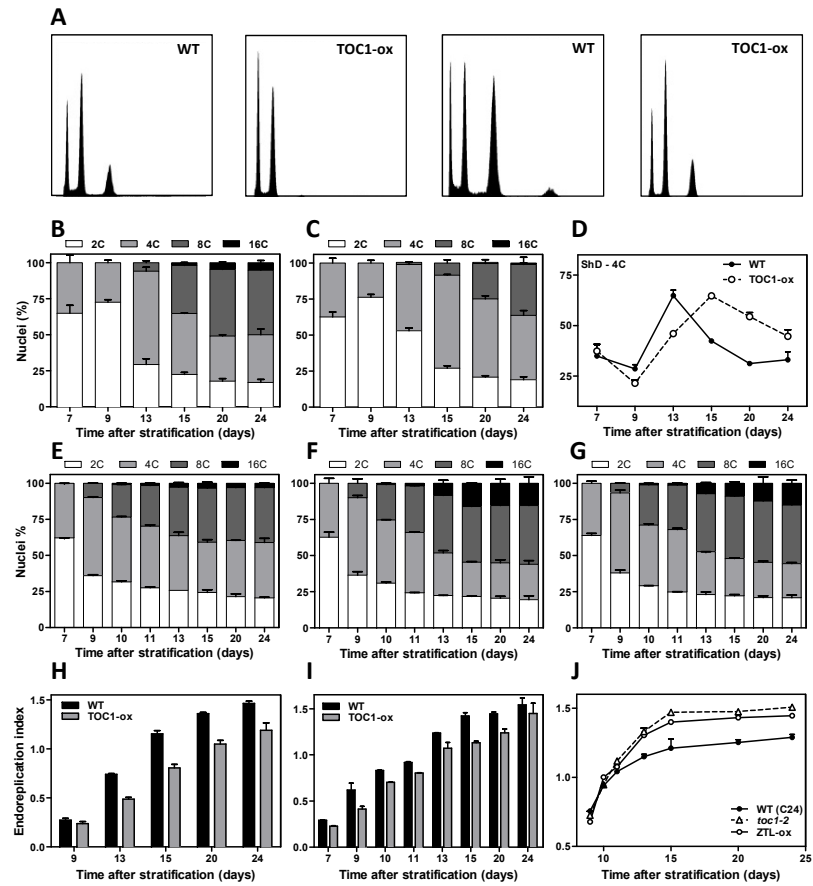 A
WT TOC1-ox WT TOC1-ox
B C D
2C 4C 8C 16C 2C 4C 8C 16C
ShD - 4C WT
TOC1-ox
Nuclei (%)
100
75
50
25
0
7 9 13 15 20 24
Time after stratification (days)
100
75
50
25
0
7 9 13 15 20 24
Time after stratification (days)
75
50
25
7 9 13 15 20 24
Time after stratification (days)
E F G
2C 4C 8C 16C 2C 4C 8C 16C 2C 4C 8C 16C
Nuclei %
100
75
50
25
0
7 9 10 11 13 15 20 24
Time after stratification (days)
100
75
50
25
0
7 9 10 11 13 15 20 24
Time after stratification (days)
100
75
50
25
0
7 9 10 11 13 15 20 24
Time after stratification (days)
H I J
Endoreplication index
WT
TOC1-ox
1.5
1.0
0.5
0.0
9 13 15 20 24
Time after stratification (days)
WT
TOC1-ox
1.5
1.0
0.5
0.0
7 9 10 11 13 15 20 24
Time after stratification (days)
1.5
1.0
0.5
WT (C24)
toc1-2
ZTL-ox
10 15 20 25
Time after stratification (days)